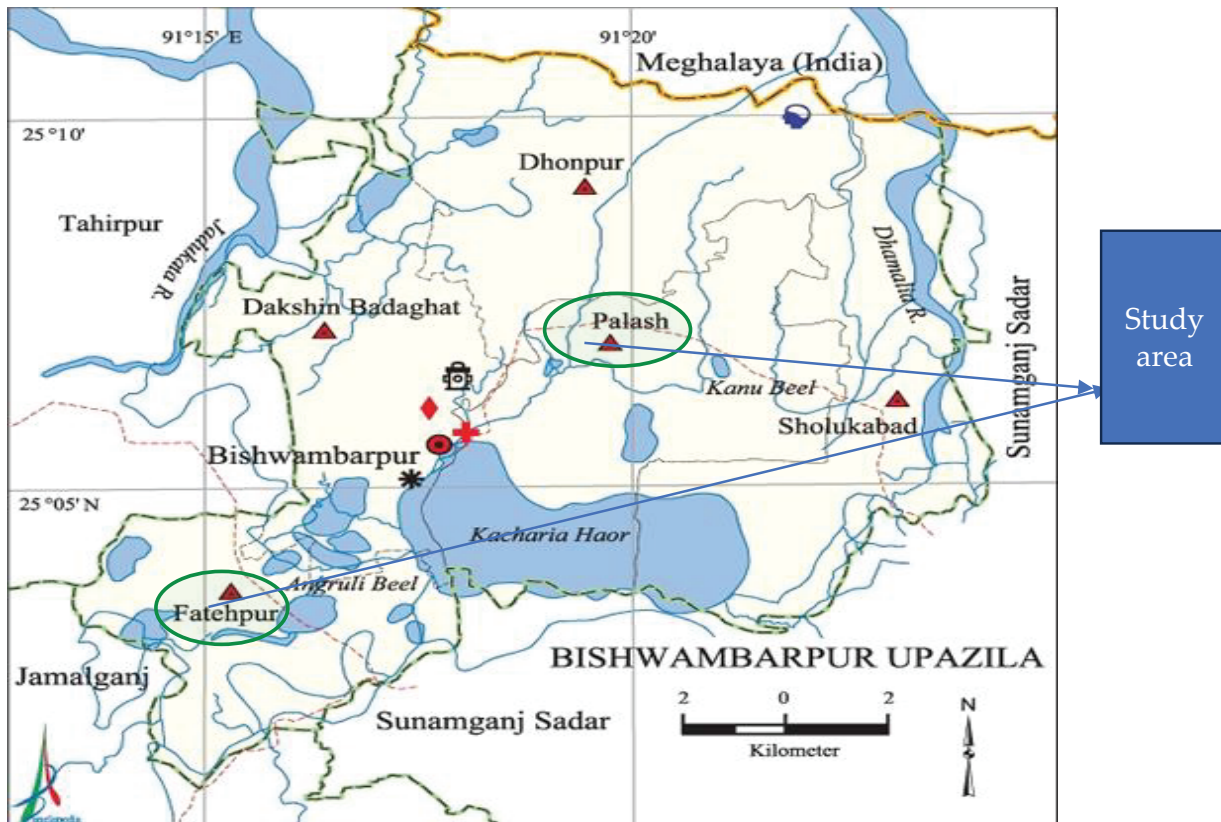 91°15' E
91°20'
Meghalaya (India)
25°10'
Dhonpur
Tahirpur
Jadukata R.
Dhamalia R.
Dakshin Badaghat
Palash
Study
area
Kanu Beel
Sholukabad
Sunamganj Sadar
Bishwambarpur
25°05' N
Kacharia Haor
Angruli Beel
Fatehpur
BISHWAMBARPUR UPAZILA
Jamalganj
Sunamganj Sadar
2 0 2
Kilometer
N